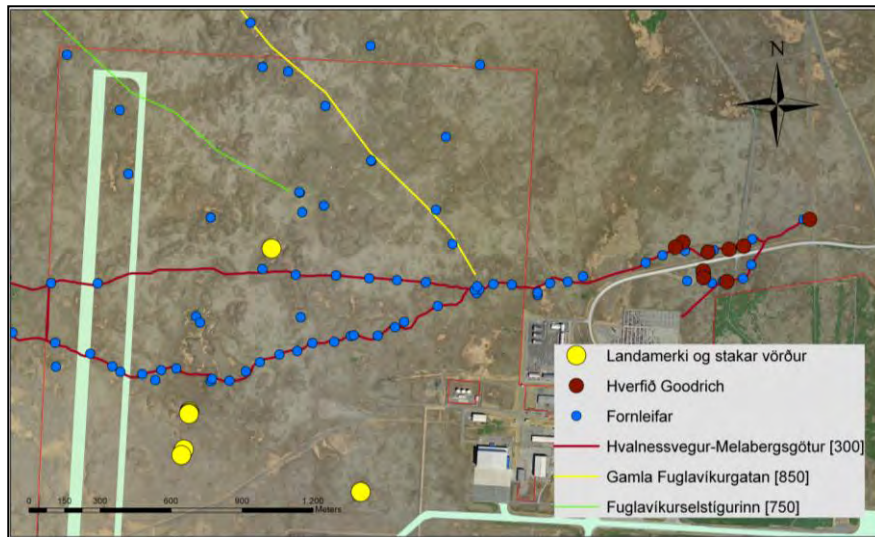 N
Landamerki og stakar vörður
Hverfið Goodrich
Fornleifar
Hvalnessvegur-Melabergsgötur [300]
Gamla Fuglavíkurgatan [850]
Fuglavíkurselstígurinn [750]
0 150 300 600 900 1.200
Meters